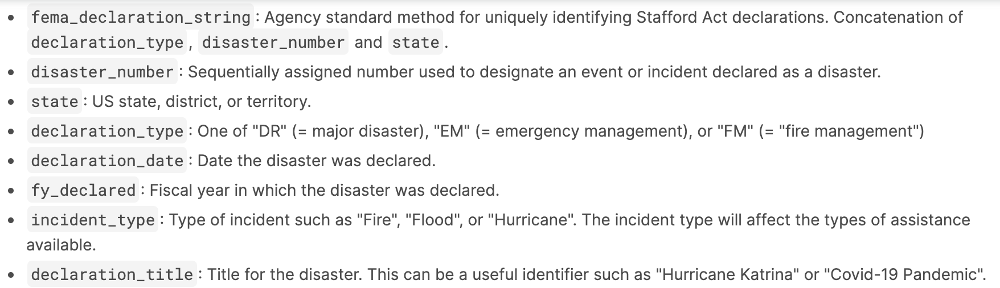 fema_declaration_string: Agency standard method for uniquely identifying Stafford Act declarations. Concatenation of
declaration_type, disaster_number and state.
disaster_number: Sequentially assigned number used to designate an event or incident declared as a disaster.
state: US state, district, or territory.
declaration_type: One of "DR" (= major disaster), "EM" (= emergency management), or "FM" (= "fire management")
declaration_date: Date the disaster was declared.
fy_declared: Fiscal year in which the disaster was declared.
incident_type: Type of incident such as "Fire", "Flood", or "Hurricane". The incident type will affect the types of assistance
available.
declaration_title: Title for the disaster. This can be a useful identifier such as "Hurricane Katrina" or "Covid-19 Pandemic".